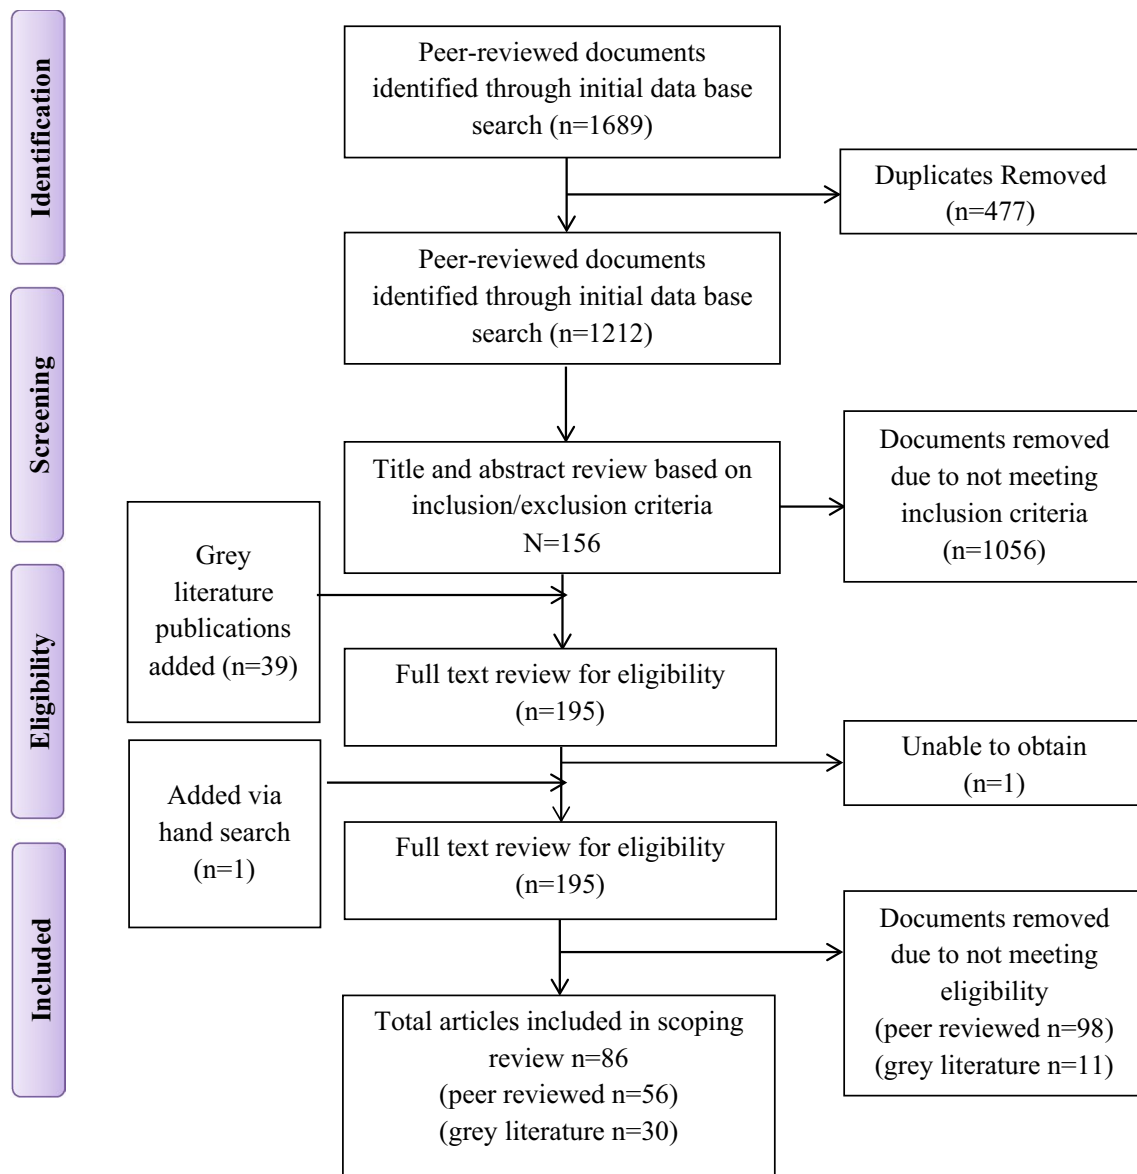 Identification
Peer-reviewed documents
identified through initial data base
search (n=1689)
Duplicates Removed
(n=477)
Peer-reviewed documents
identified through initial data base
search (n=1212)
Screening
Title and abstract review based on
inclusion/exclusion criteria
N=156
Documents removed
due to not meeting
inclusion criteria
(n=1056)
Grey
literature
publications
added (n=39)
Eligibility
Full text review for eligibility
(n=195)
Unable to obtain
(n=1)
Added via
hand search
(n=1)
Full text review for eligibility
(n=195)
Included
Documents removed
due to not meeting
eligibility
(peer reviewed n=98)
(grey literature n=11)
Total articles included in scoping
review n=86
(peer reviewed n=56)
(grey literature n=30)